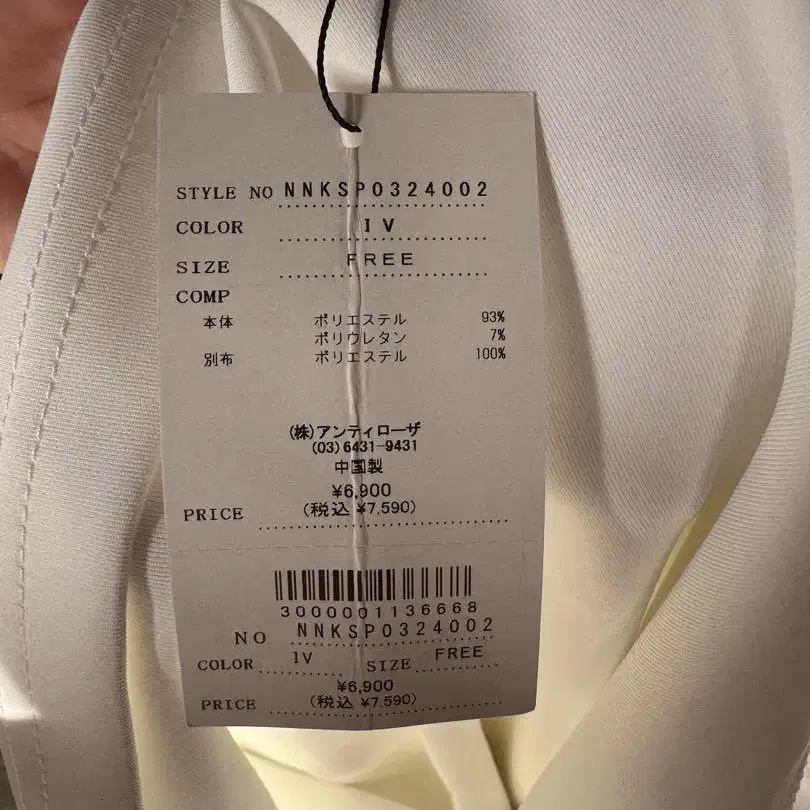 STYLE NO NNKSP0324002
COLOR IV
SIZE FREE
COMP
本体 ポリエステル 93%
ポリウレタン 7%
別布 ポリエステル 100%
(株)アンティローザ
(03)6431-9431
中国製
¥6,900
PRICE (税込 ¥7,590)
3000001136668
NO NNKSP0324002
COLOR IV SIZE FREE
¥6,900
PRICE (税込 ¥7,590)